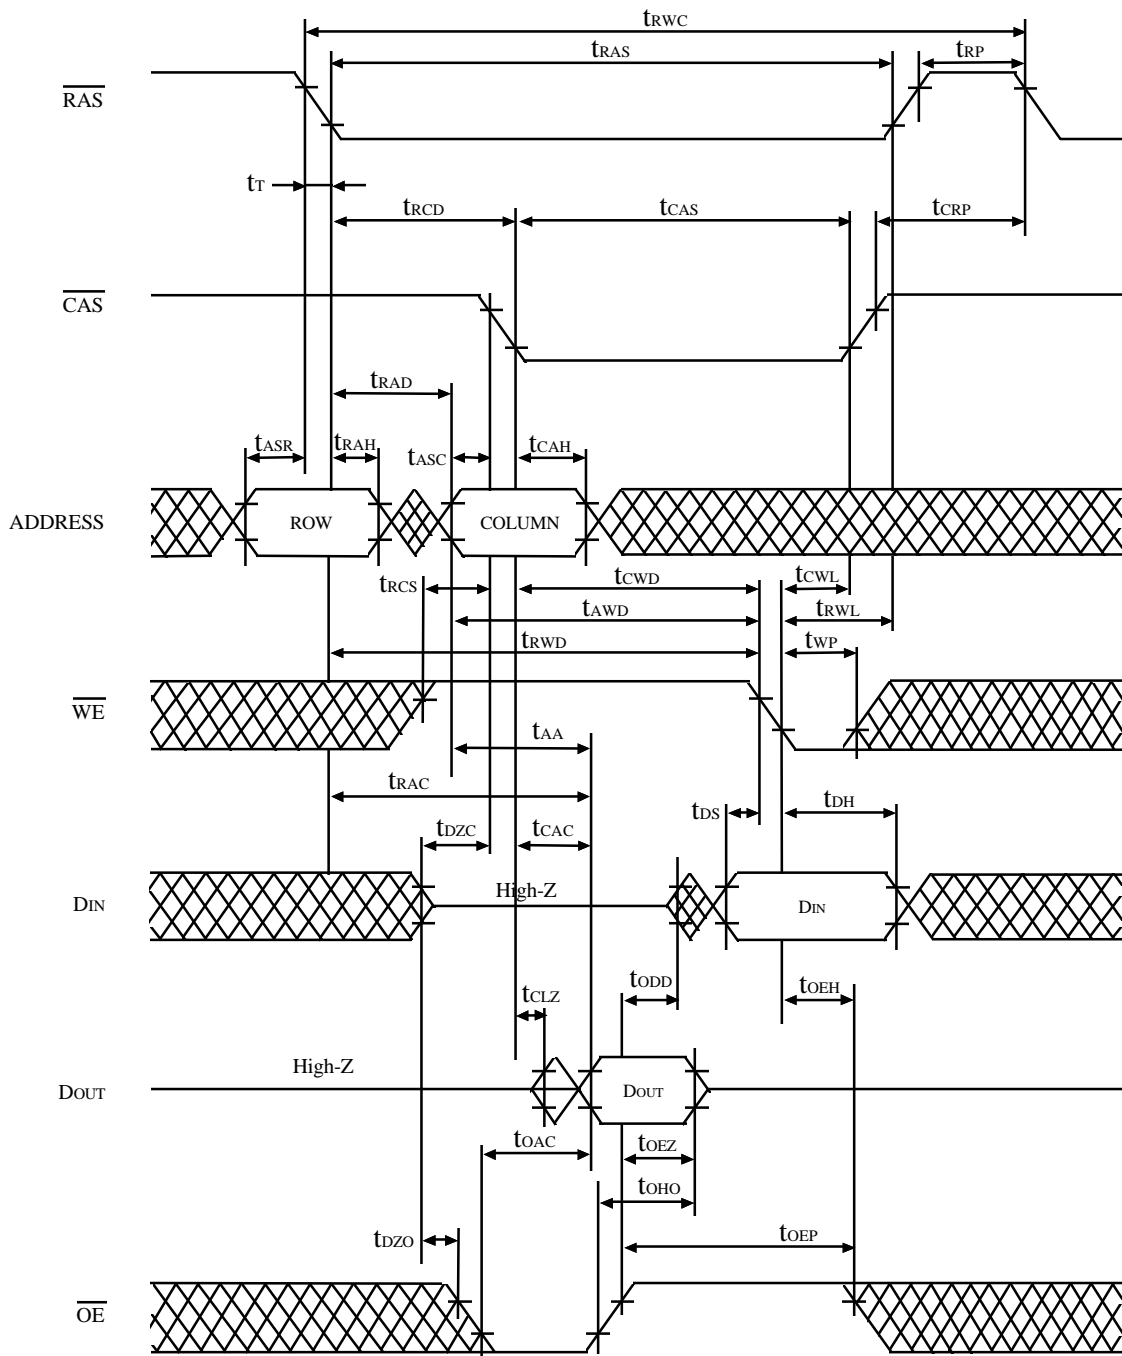 tRWC
tRAS
tRP
RAS
tT
tRCD
tCAS
tCRP
CAS
tRAD
tASR
tRAH
tASC
tCAH
ADDRESS
ROW
COLUMN
tRCS
tCWD
tCWL
tAWD
tRWL
tRWD
tWP
WE
tAA
tRAC
tDS
tDH
tDZC
tCAC
High-Z
DIN
DIN
tODD
tOEH
tCLZ
High-Z
DOUT
DOUT
tOAC
tOEZ
tOHO
tDZO
tOEP
OE